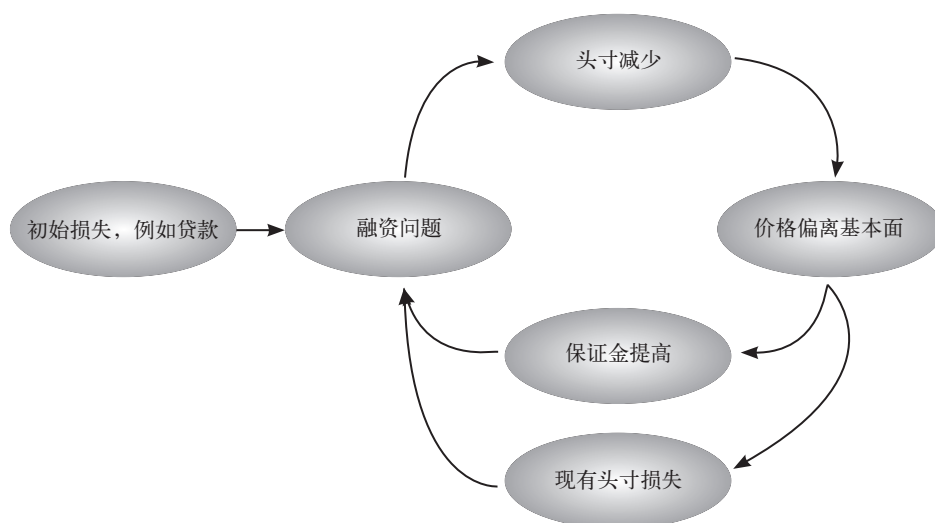 头寸减少
初始损失，例如贷款
融资问题
价格偏离基本面
保证金提高
现有头寸损失